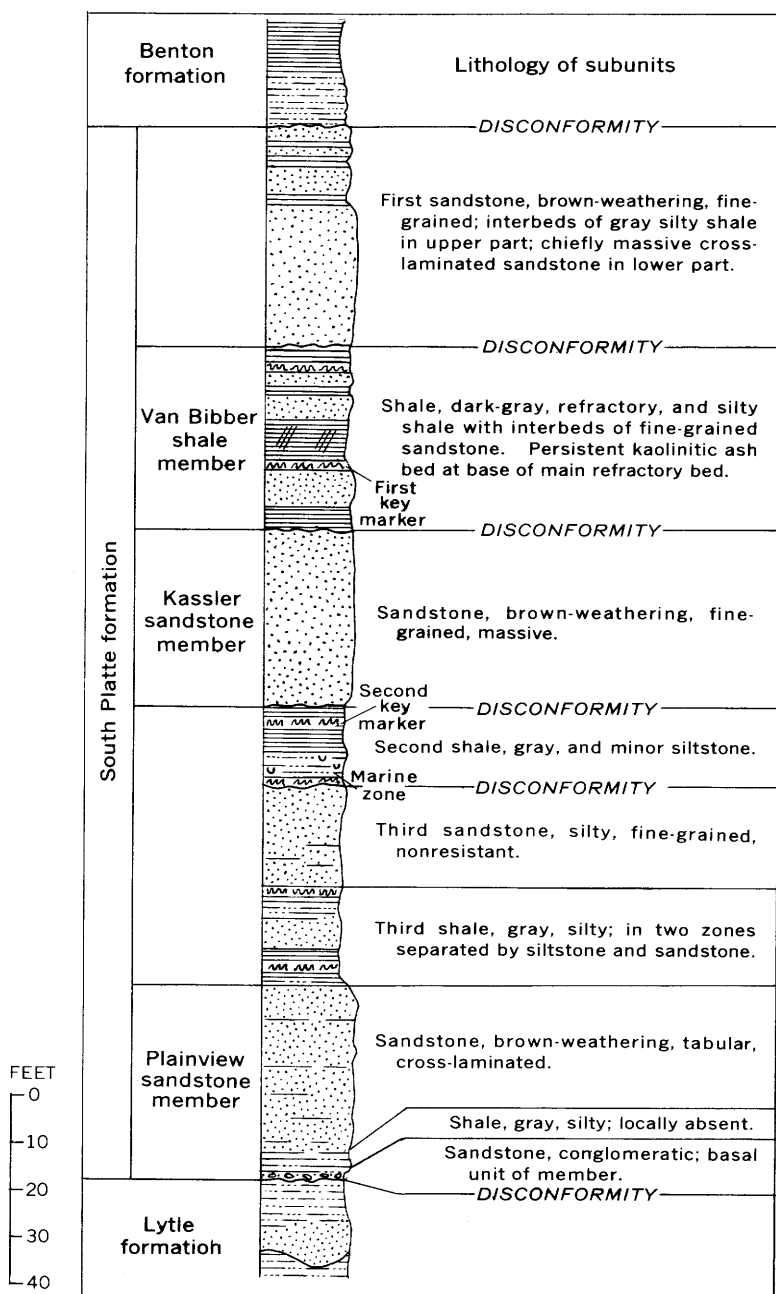 Benton
formation
Lithology of subunits
DISCONFORMITY
First sandstone, brown-weathering, fine-
grained; interbeds of gray silty shale
in upper part; chiefly massive cross-
laminated sandstone in lower part.
DISCONFORMITY
South Platte formation
Van Bibber
shale
member
Shale, dark-gray, refractory, and silty
shale with interbeds of fine-grained
sandstone. Persistent kaolinitic ash
bed at base of main refractory bed.
First
key
marker
DISCONFORMITY
Kassler
sandstone
member
Sandstone, brown-weathering, fine-
grained, massive.
Second
key
marker
DISCONFORMITY
Second shale, gray, and minor siltstone.
Marine
zone
DISCONFORMITY
Third sandstone, silty, fine-grained,
nonresistant.
Third shale, gray, silty; in two zones
separated by siltstone and sandstone.
Plainview
sandstone
member
Sandstone, brown-weathering, tabular,
cross-laminated.
Shale, gray, silty; locally absent.
Sandstone, conglomeratic; basal
unit of member.
DISCONFORMITY
Lytle
formation
FEET
0
10
20
30
40